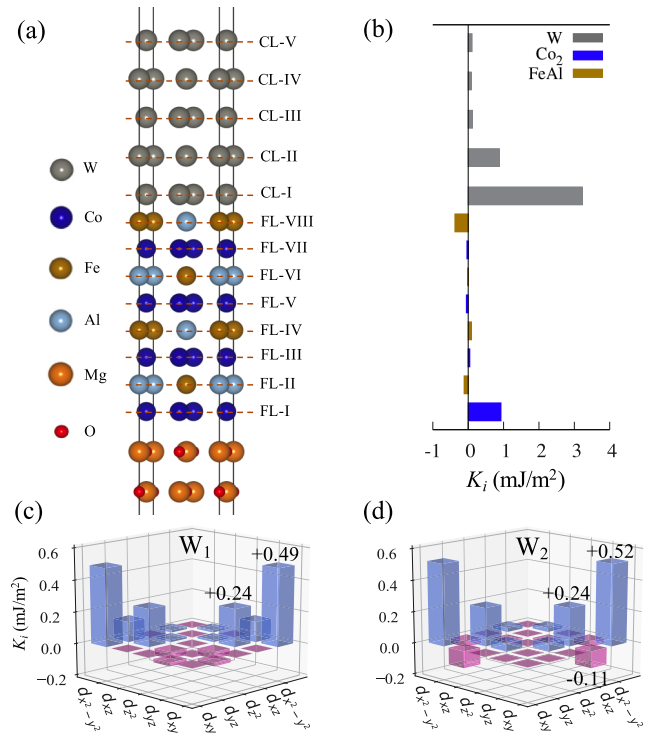 (a)
CL-V
CL-IV
CL-III
CL-II
CL-I
FL-VIII
FL-VII
FL-VI
FL-V
FL-IV
FL-III
FL-II
FL-I
W
Co
Fe
Al
Mg
O
(b)
W
Co₂
FeAl
-1 0 1 2 3 4
Kᵢ (mJ/m²)
(c)
W₁
+0.49
+0.24
0.6
0.4
0.2
0.0
−0.2
Kᵢ (mJ/m²)
dx²−y²
dxz
dz²
dyz
dxy
dxy
dyz
dz²
dxz
dx²−y²
(d)
W₂
+0.52
+0.24
-0.11
0.6
0.4
0.2
0.0
−0.2
dx²−y²
dxz
dz²
dyz
dxy
dxy
dyz
dz²
dxz
dx²−y²